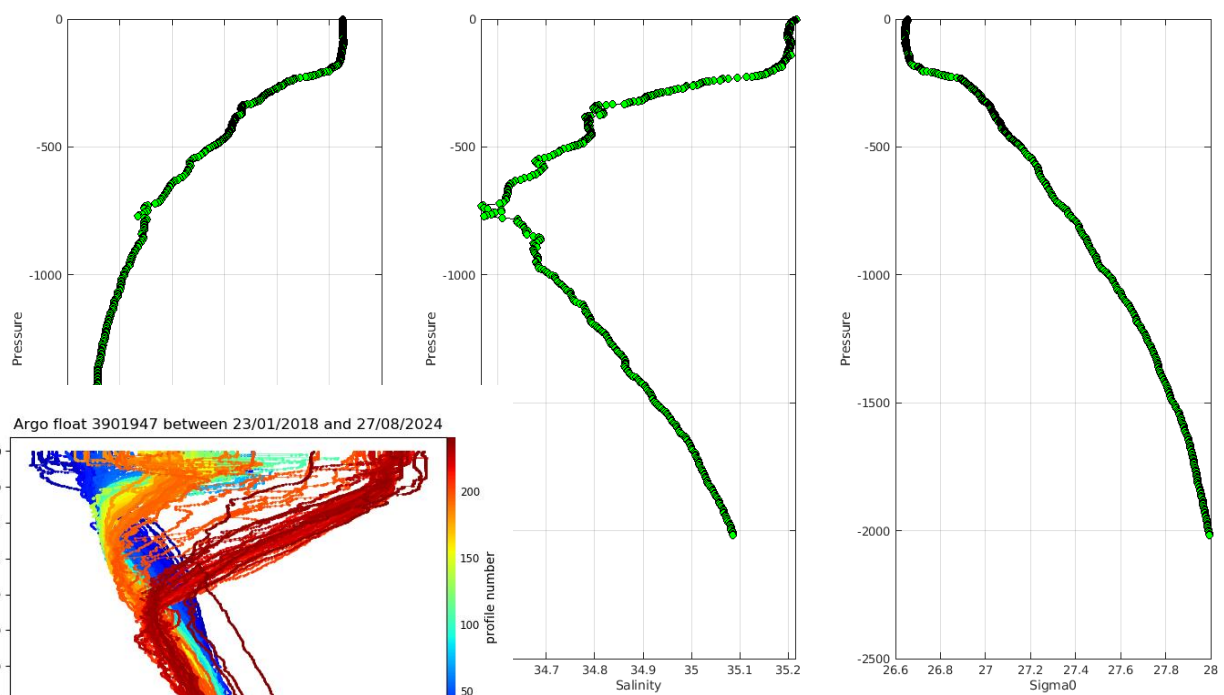 0
-500
-1000
Pressure
0
-500
-1000
-1500
-2000
-2500
Pressure
0
-500
-1000
-1500
-2000
-2500
Pressure
34.7 34.8 34.9 35 35.1 35.2
Salinity
26.6 26.8 27 27.2 27.4 27.6 27.8 28
Sigma0
Argo float 3901947 between 23/01/2018 and 27/08/2024
200
150
100
50
profile number